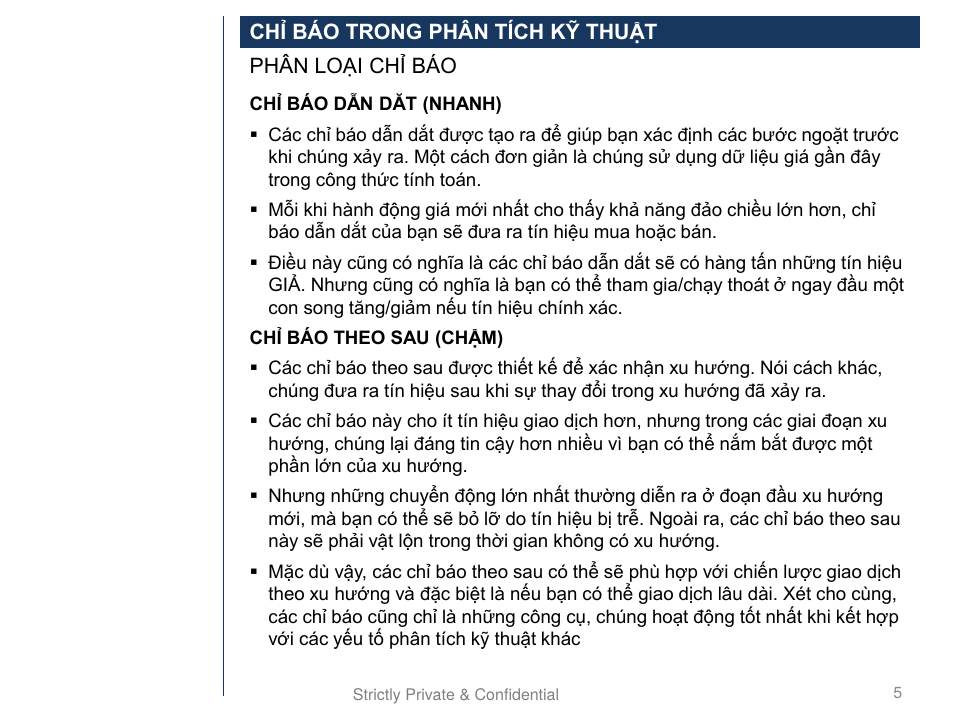 CHỈ BÁO TRONG PHÂN TÍCH KỸ THUẬT
PHÂN LOẠI CHỈ BÁO
CHỈ BÁO DẪN DĂT (NHANH)
▪ Các chỉ báo dẫn dắt được tạo ra để giúp bạn xác định các bước ngoặt trước
khi chúng xảy ra. Một cách đơn giản là chúng sử dụng dữ liệu giá gần đây
trong công thức tính toán.
▪ Mỗi khi hành động giá mới nhất cho thấy khả năng đảo chiều lớn hơn, chỉ
báo dẫn dắt của bạn sẽ đưa ra tín hiệu mua hoặc bán.
▪ Điều này cũng có nghĩa là các chỉ báo dẫn dắt sẽ có hàng tấn những tín hiệu
GIẢ. Nhưng cũng có nghĩa là bạn có thể tham gia/chạy thoát ở ngay đầu một
con song tăng/giảm nếu tín hiệu chính xác.
CHỈ BÁO THEO SAU (CHẬM)
▪ Các chỉ báo theo sau được thiết kế để xác nhận xu hướng. Nói cách khác,
chúng đưa ra tín hiệu sau khi sự thay đổi trong xu hướng đã xảy ra.
▪ Các chỉ báo này cho ít tín hiệu giao dịch hơn, nhưng trong các giai đoạn xu
hướng, chúng lại đáng tin cậy hơn nhiều vì bạn có thể nắm bắt được một
phần lớn của xu hướng.
▪ Nhưng những chuyển động lớn nhất thường diễn ra ở đoạn đầu xu hướng
mới, mà bạn có thể sẽ bỏ lỡ do tín hiệu bị trễ. Ngoài ra, các chỉ báo theo sau
này sẽ phải vật lộn trong thời gian không có xu hướng.
▪ Mặc dù vậy, các chỉ báo theo sau có thể sẽ phù hợp với chiến lược giao dịch
theo xu hướng và đặc biệt là nếu bạn có thể giao dịch lâu dài. Xét cho cùng,
các chỉ báo cũng chỉ là những công cụ, chúng hoạt động tốt nhất khi kết hợp
với các yếu tố phân tích kỹ thuật khác
Strictly Private & Confidential
5